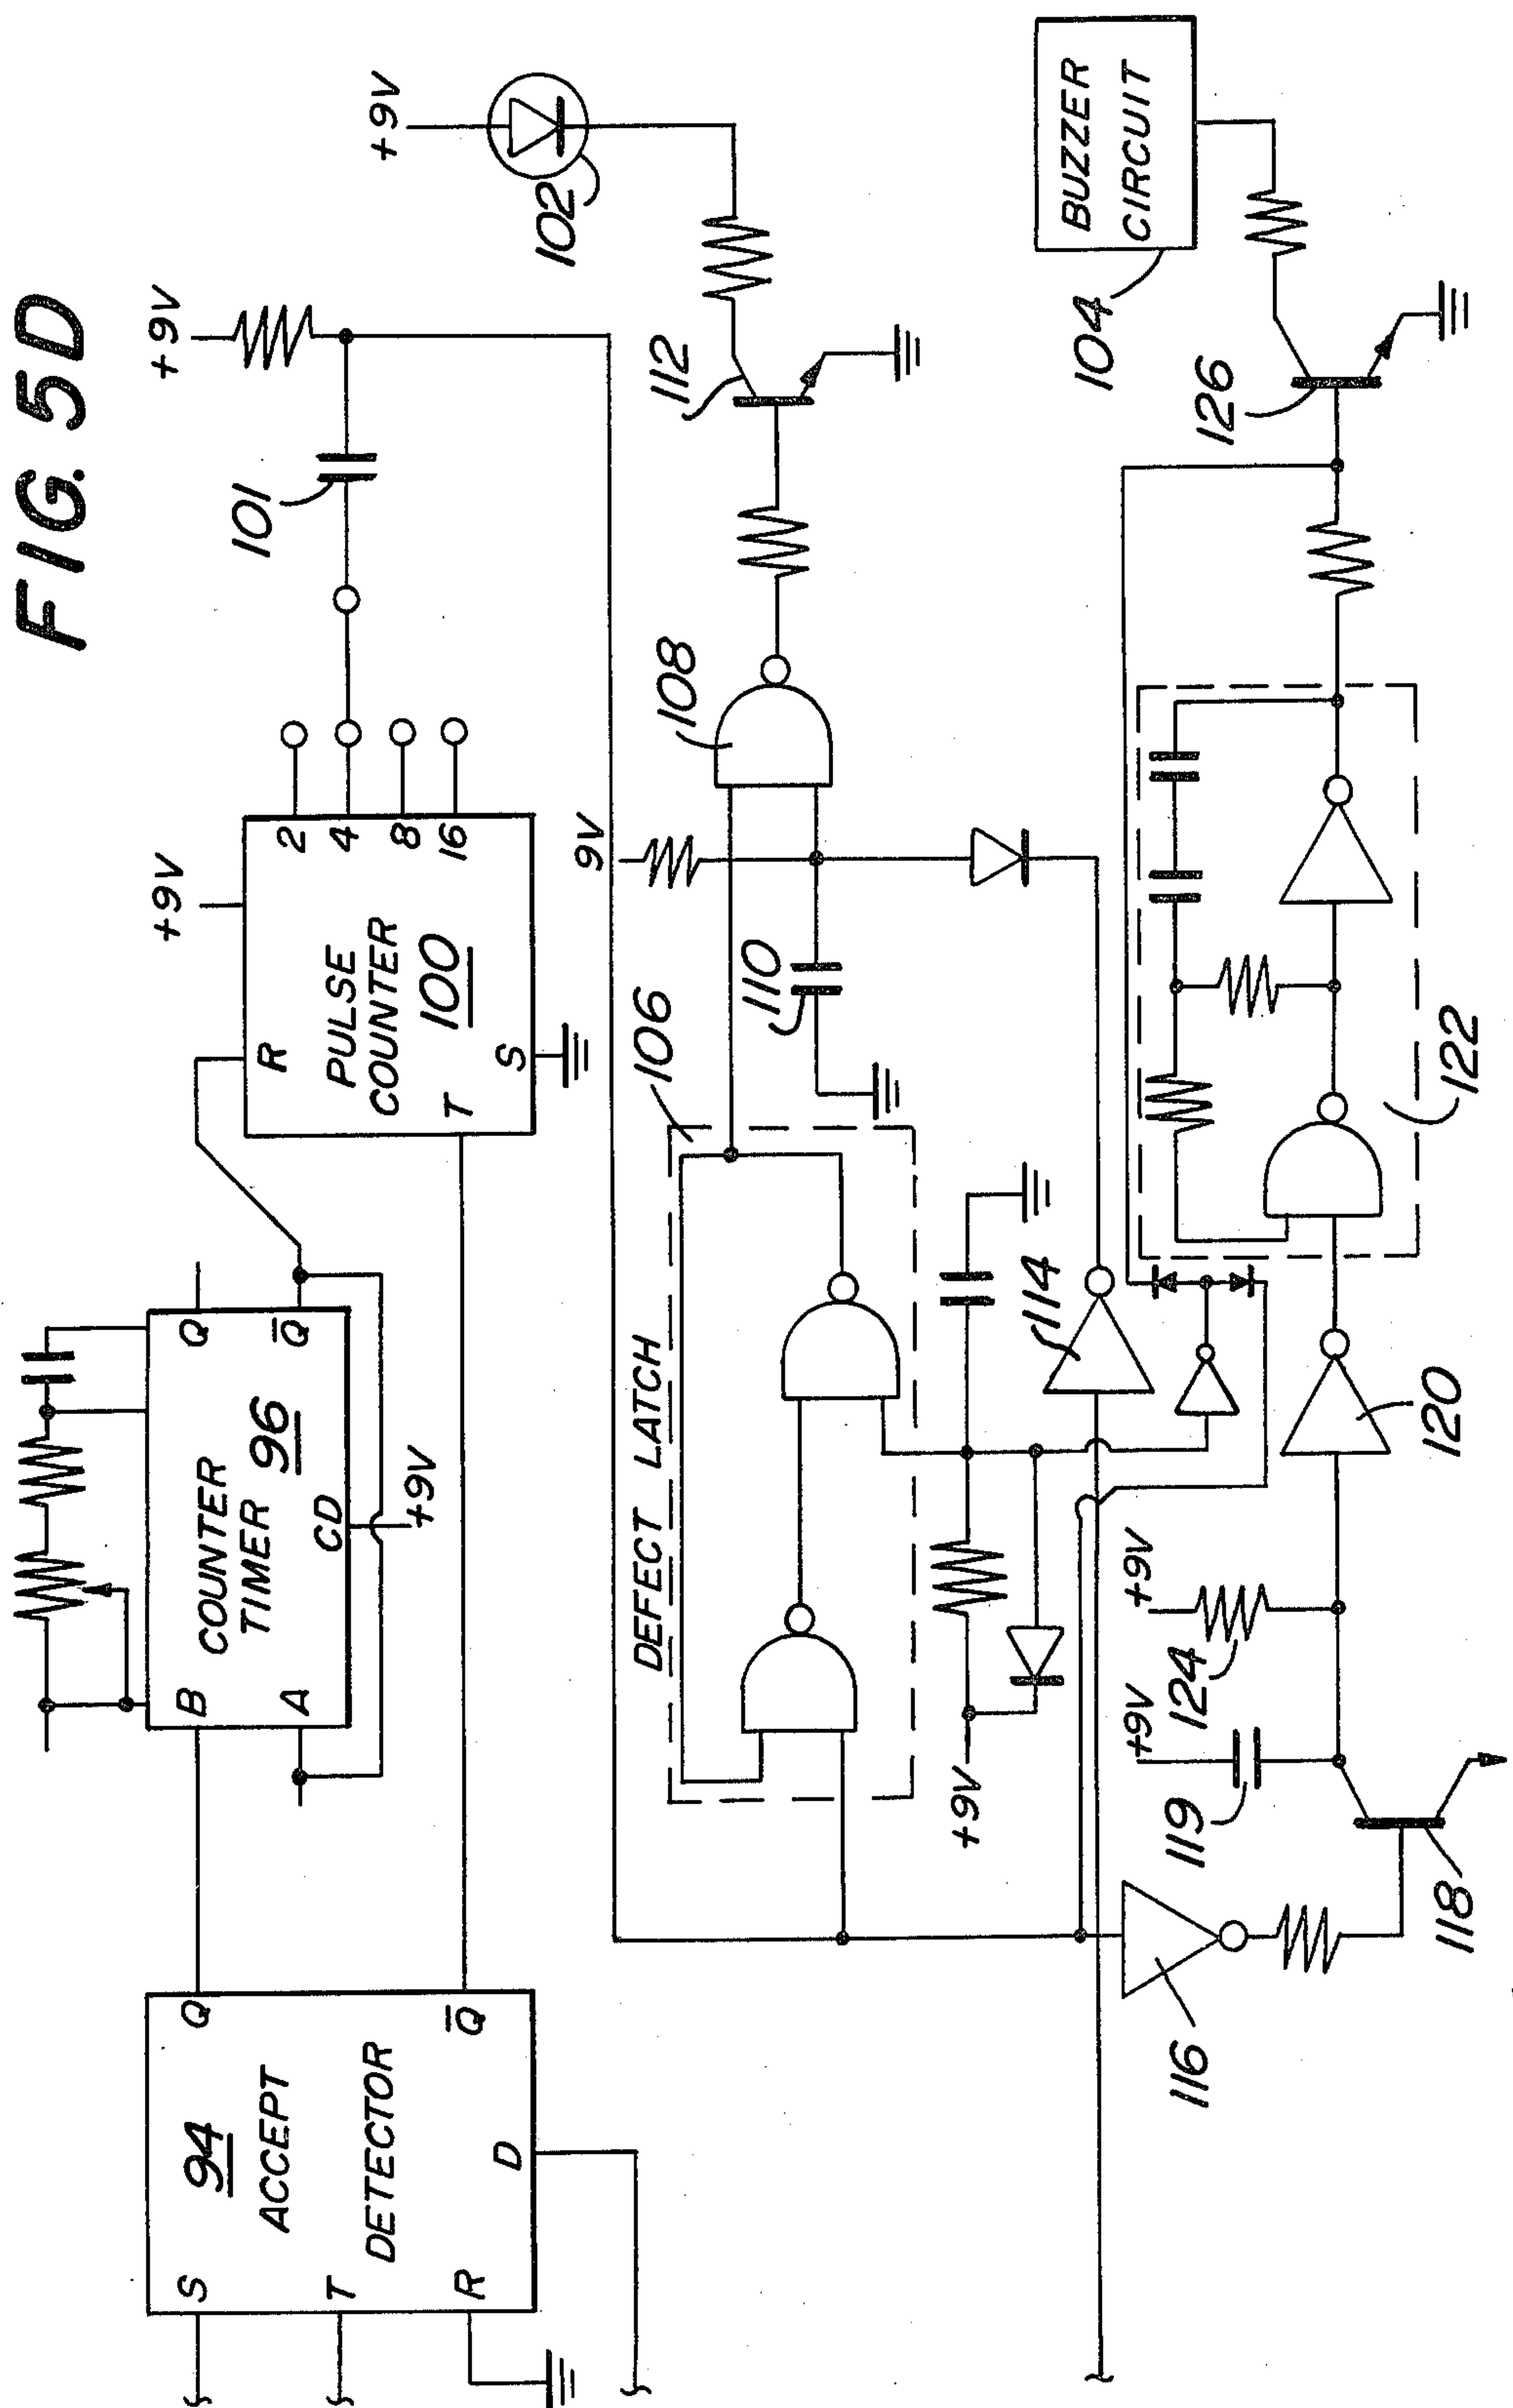 FIG. 5D
94
ACCEPT
DETECTOR
S
T
R
D
Q
Q̅
COUNTER
TIMER
96
B
A
CD
Q
Q̅
+9V
PULSE
COUNTER
100
R
T
S
2
4
8
16
+9V
101
+9V
102
+9V
DEFECT LATCH
106
9V
108
110
112
+9V
114
116
118
119
+9V
124
+9V
120
122
126
104
BUZZER
CIRCUIT